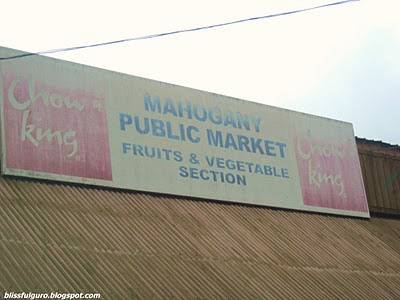 Chow
king
MAHOGANY
PUBLIC MARKET
FRUITS & VEGETABLE
SECTION
Chow
king
blissfulguro.blogspot.com